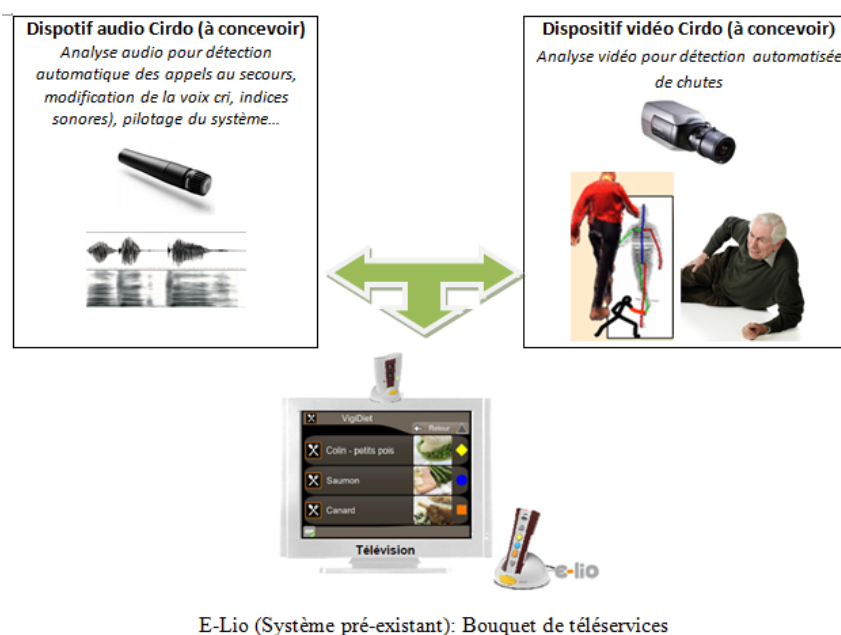 Dispotif audio Cirdo (à concevoir)
Analyse audio pour détection
automatique des appels au secours,
modification de la voix cri, indices
sonores), pilotage du système...
Dispositif vidéo Cirdo (à concevoir)
Analyse vidéo pour détection automatisée
de chutes
VigiDiet
Retour
Colin - petits pois
Saumon
Canard
Télévision
e-lio
E-Lio (Système pré-existant): Bouquet de téléservices